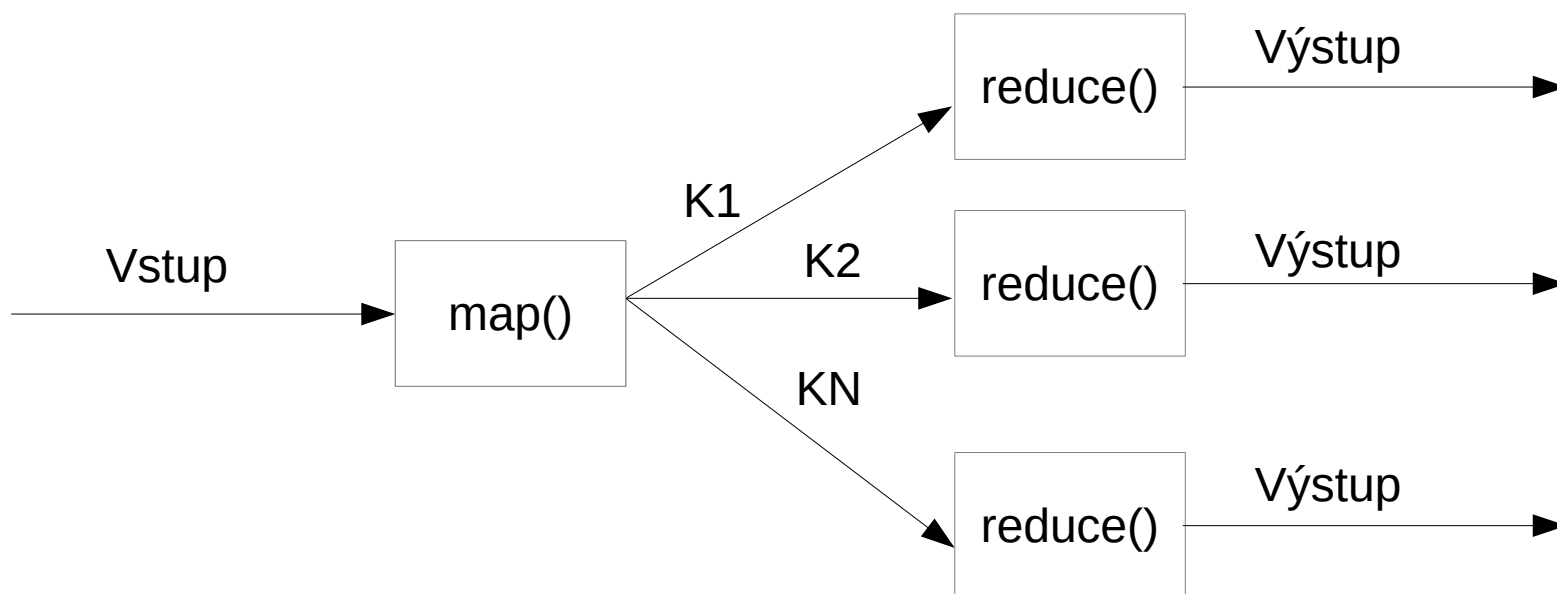 Vstup
map()
K1
K2
KN
reduce()
Výstup
reduce()
Výstup
reduce()
Výstup